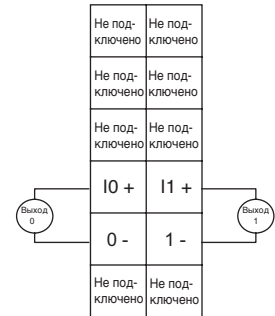 Не под-
ключено
Не под-
ключено
Не под-
ключено
Не под-
ключено
Не под-
ключено
Не под-
ключено
I0 +
I1 +
Выход
0
Выход
1
0 -
1 -
Не под-
ключено
Не под-
ключено